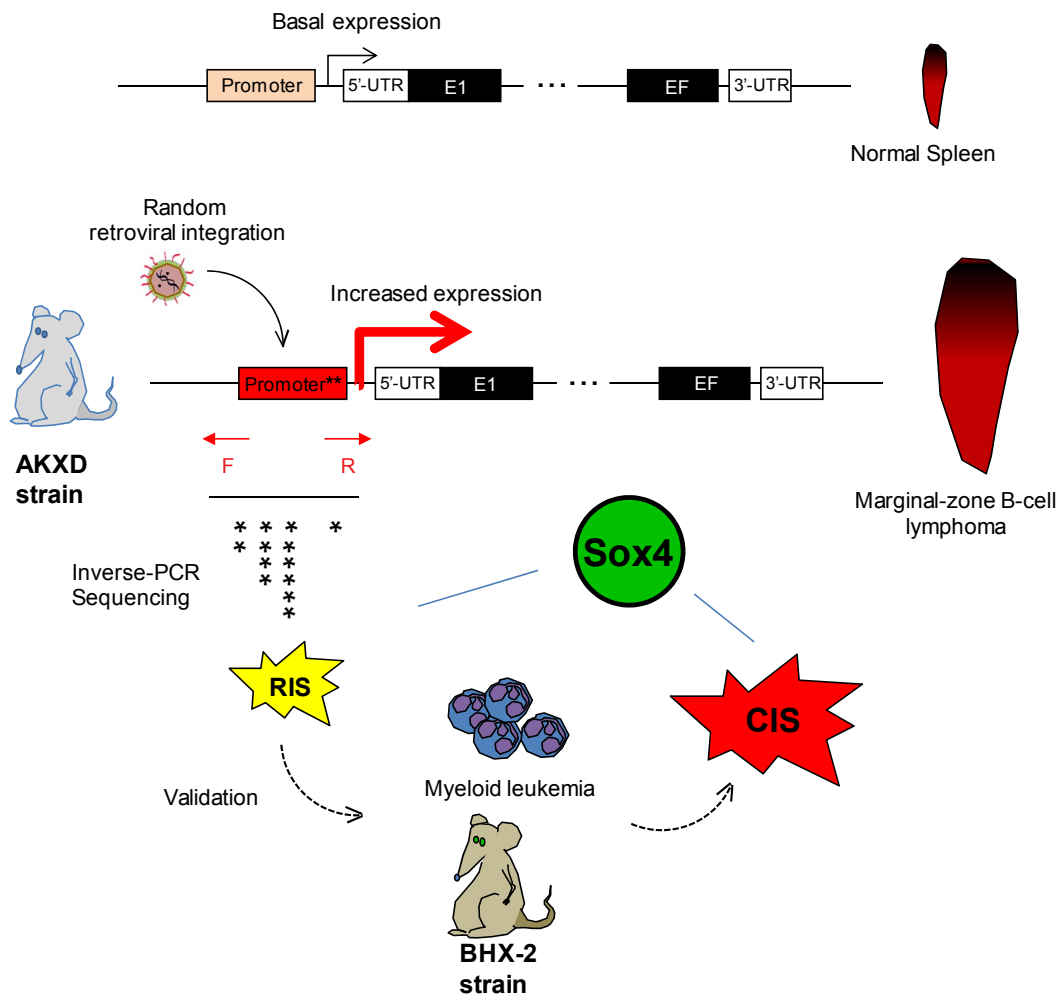 Basal expression
Promoter
5’-UTR
E1
...
EF
3’-UTR
Normal Spleen
Random
retroviral integration
Increased expression
Promoter**
5’-UTR
E1
...
EF
3’-UTR
F
R
AKXD
strain
Marginal-zone B-cell
lymphoma
Sox4
* * * *
* * *
* *
* *
*
*
Inverse-PCR
Sequencing
RIS
CIS
Validation
Myeloid leukemia
BHX-2
strain